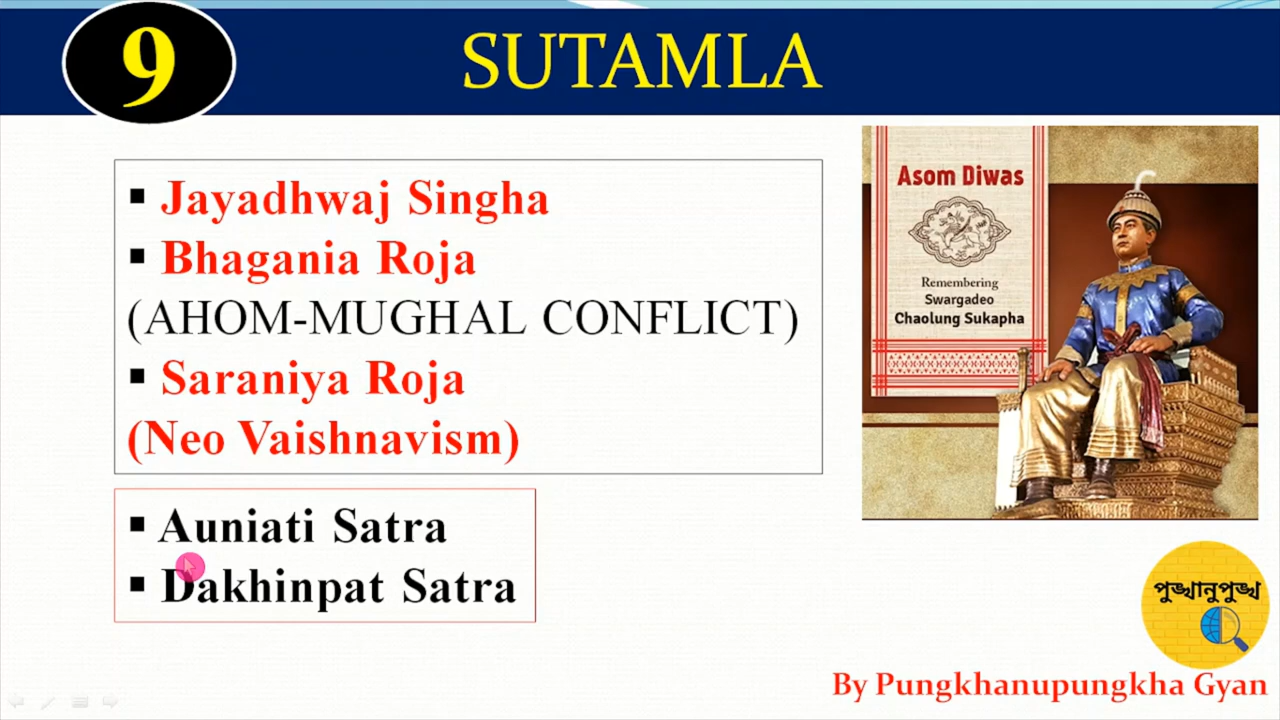 9
SUTAMLA
▪ Jayadhwaj Singha
▪ Bhagania Roja
(AHOM-MUGHAL CONFLICT)
▪ Saraniya Roja
(Neo Vaishnavism)
▪ Auniati Satra
▪ Dakhinpat Satra
Asom Diwas
Remembering
Swargadeo
Chaolung Sukapha
পুঙ্খানুপুঙ্খ
By Pungkhanupungkha Gyan